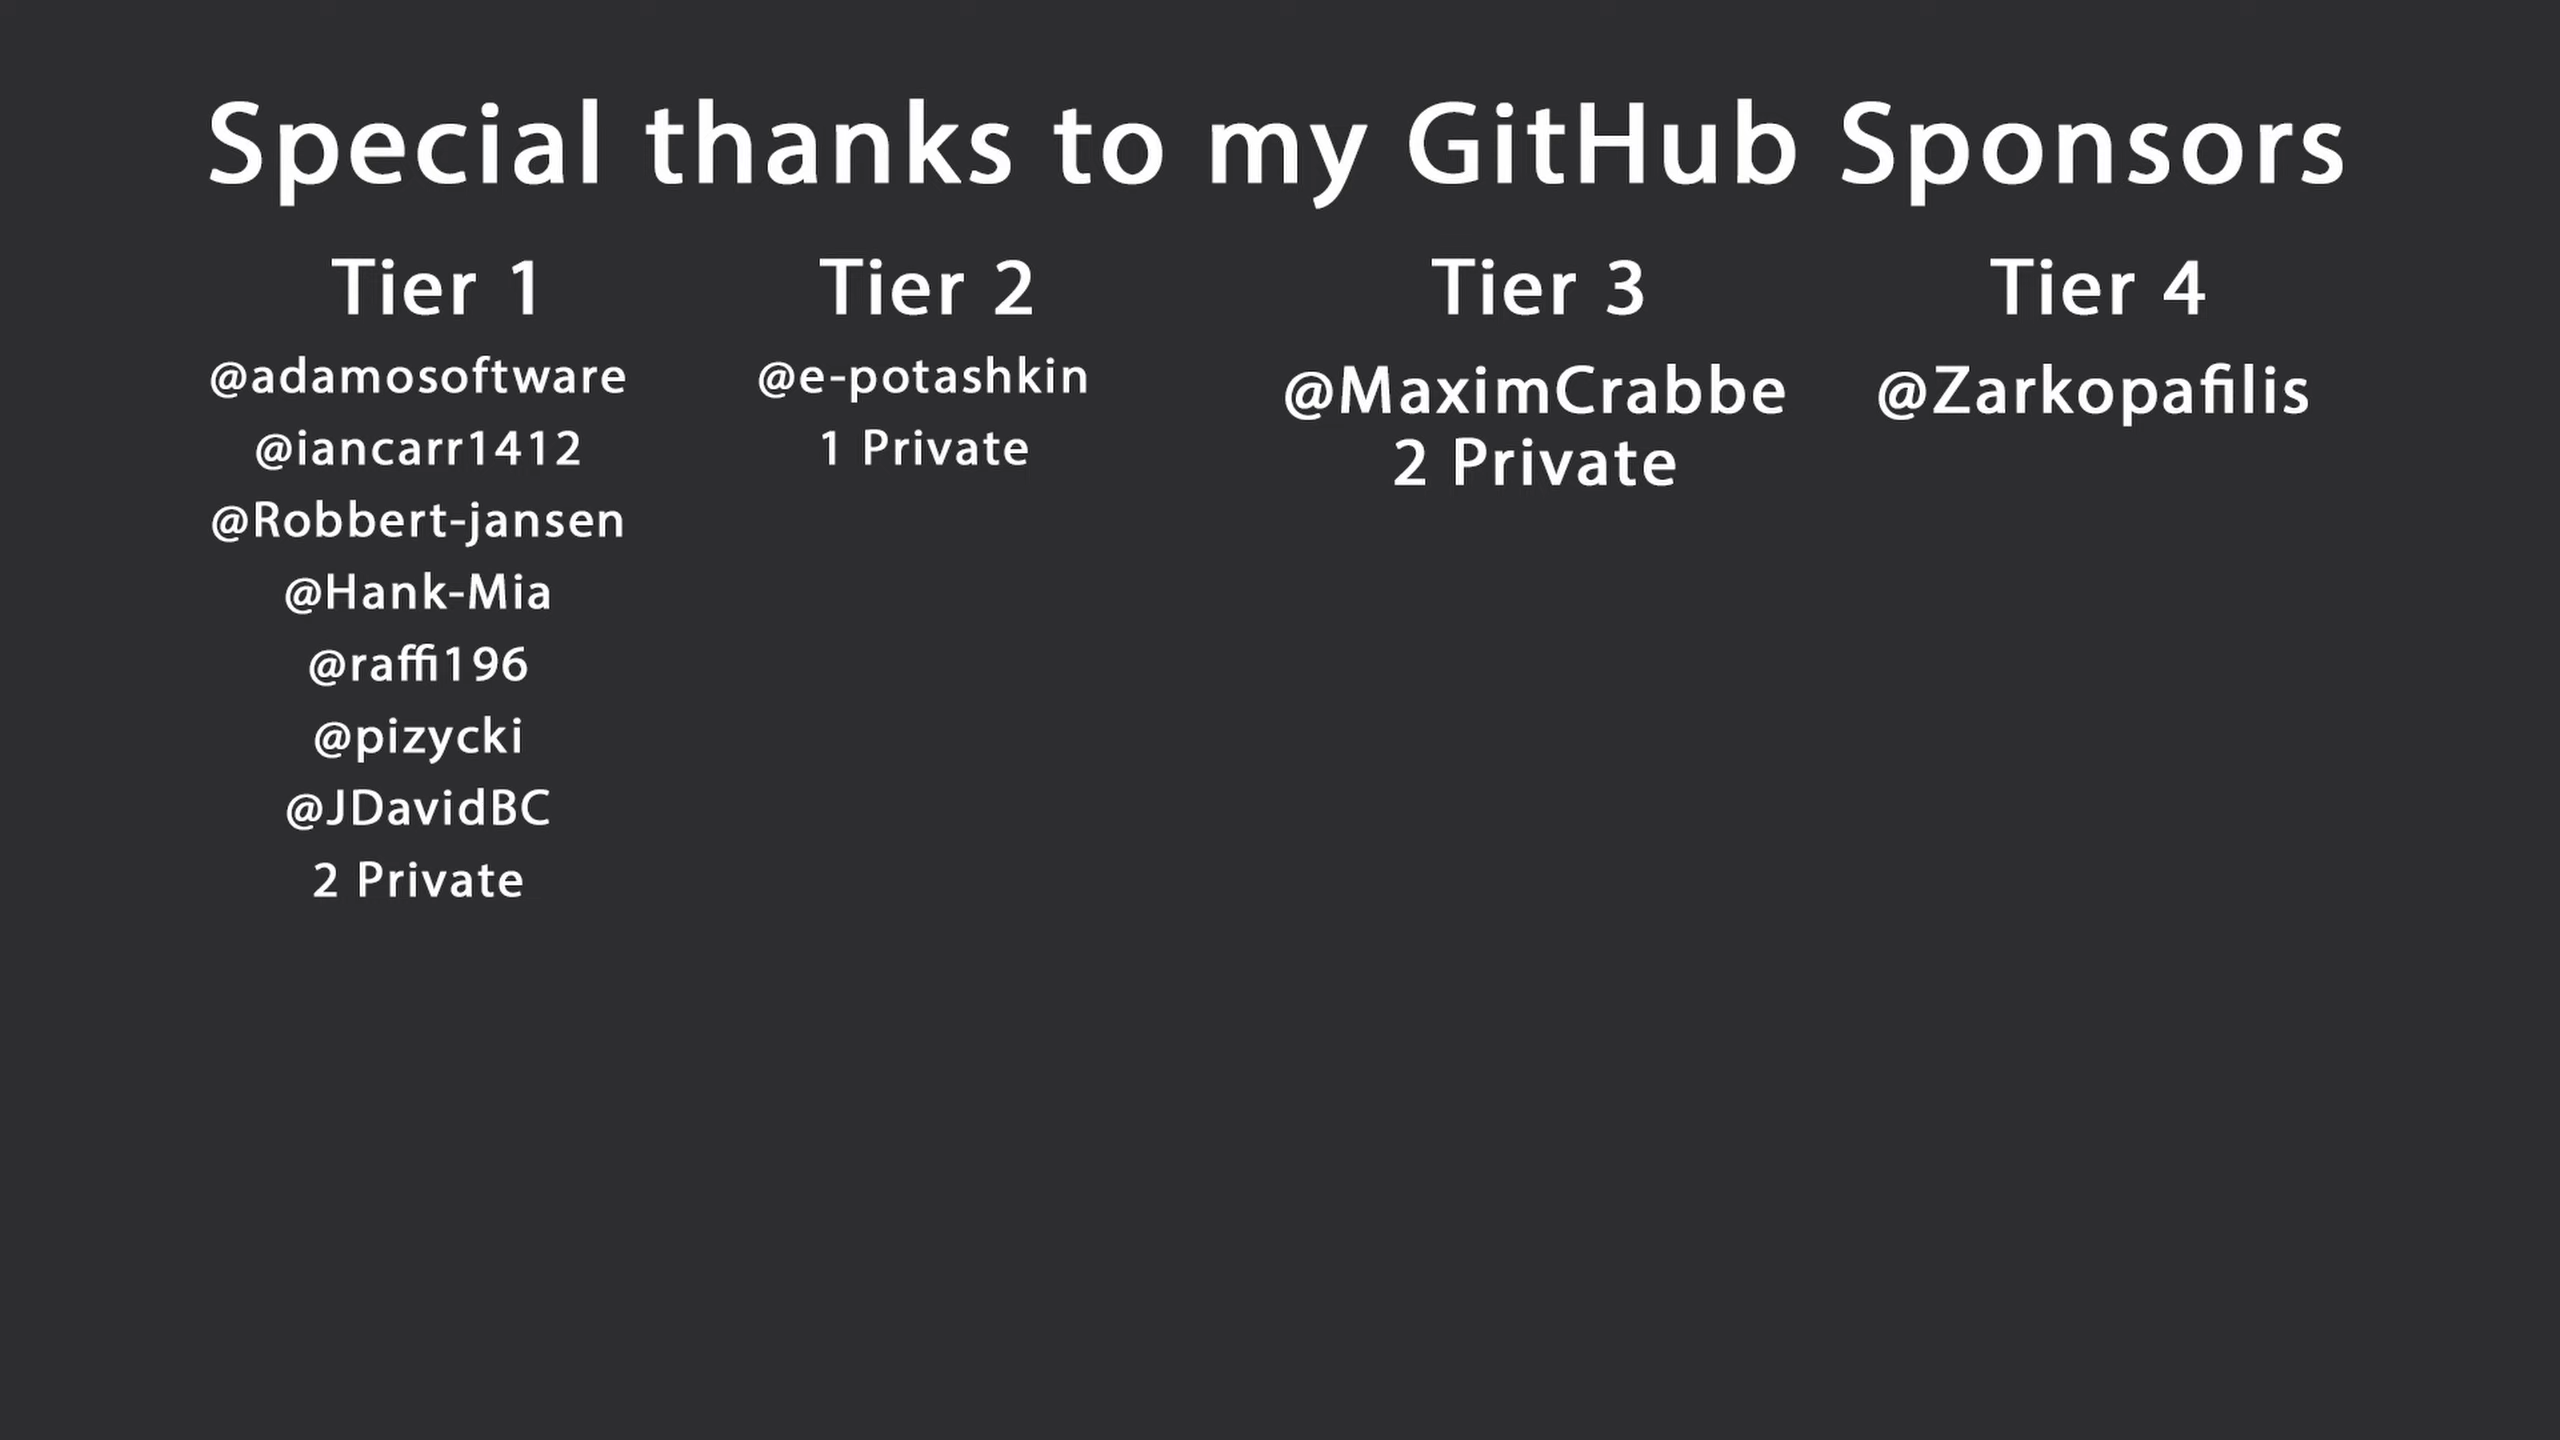 Special thanks to my GitHub Sponsors
Tier 1
@adamosoftware
@iancarr1412
@Robbert-jansen
@Hank-Mia
@raffi196
@pizycki
@JDavidBC
2 Private
Tier 2
@e-potashkin
1 Private
Tier 3
@MaximCrabbe
2 Private
Tier 4
@Zarkopafilis